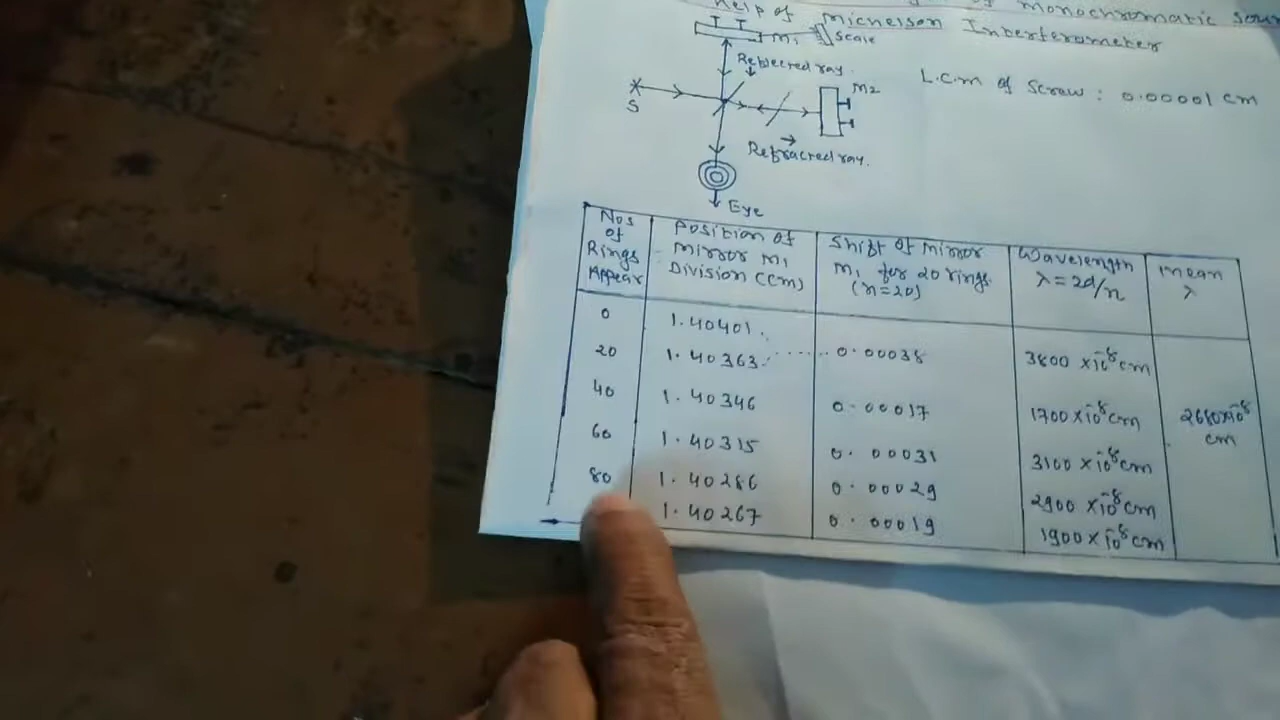 of monochromatic
Help of Michelson Interferometer
M1 scale
Reflected ray.
L.C.M of Screw : 0.00001 cm
M2
S
Refracted ray.
Eye
Nos of Rings Appear
Position of mirror M1 Division (cm)
Shift of mirror M1 for 20 rings (n=20)
Wavelength λ = 2d/n
mean λ
0 1.40401
20 1.40363 0.00038 3800 × 10⁻⁸ cm
40 1.40346 0.00017 1700 × 10⁻⁸ cm 2680×10⁻⁸ cm
60 1.40315 0.00031 3100 × 10⁻⁸ cm
80 1.40286 0.00029 2900 × 10⁻⁸ cm
1.40267 0.00019 1900 × 10⁻⁸ cm